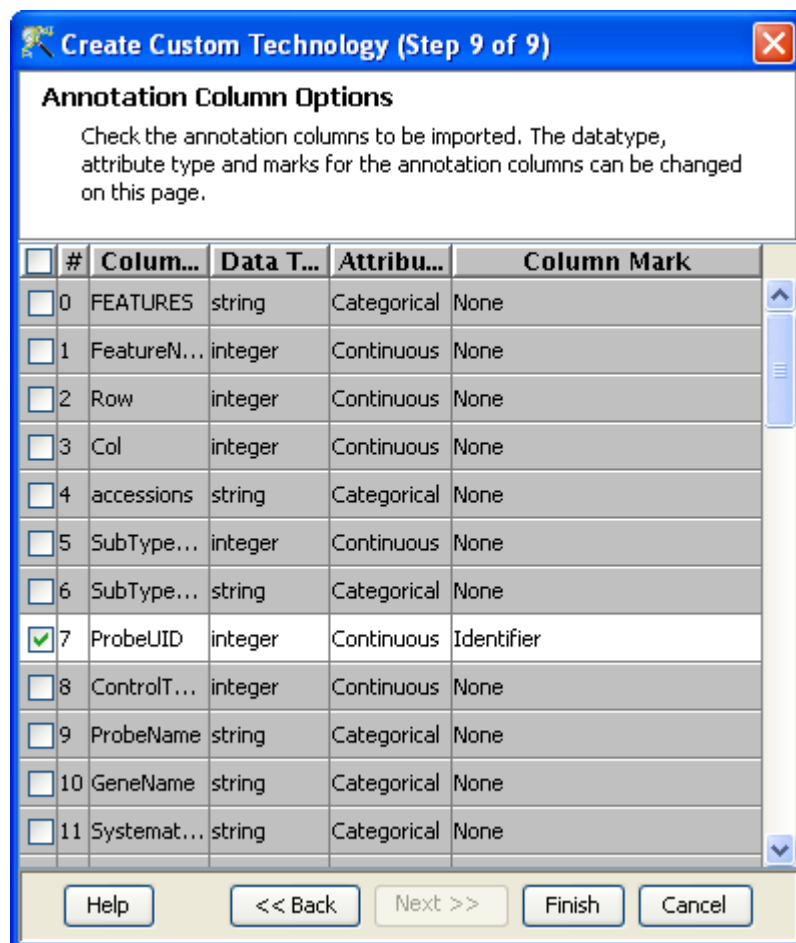 Create Custom Technology (Step 9 of 9)
Annotation Column Options
Check the annotation columns to be imported. The datatype,
attribute type and marks for the annotation columns can be changed
on this page.
# Colum... Data T... Attribu... Column Mark
0 FEATURES string Categorical None
1 FeatureN... integer Continuous None
2 Row integer Continuous None
3 Col integer Continuous None
4 accessions string Categorical None
5 SubType... integer Continuous None
6 SubType... string Categorical None
7 ProbeUID integer Continuous Identifier
8 ControlT... integer Continuous None
9 ProbeName string Categorical None
10 GeneName string Categorical None
11 Systemat... string Categorical None
Help << Back Next >> Finish Cancel